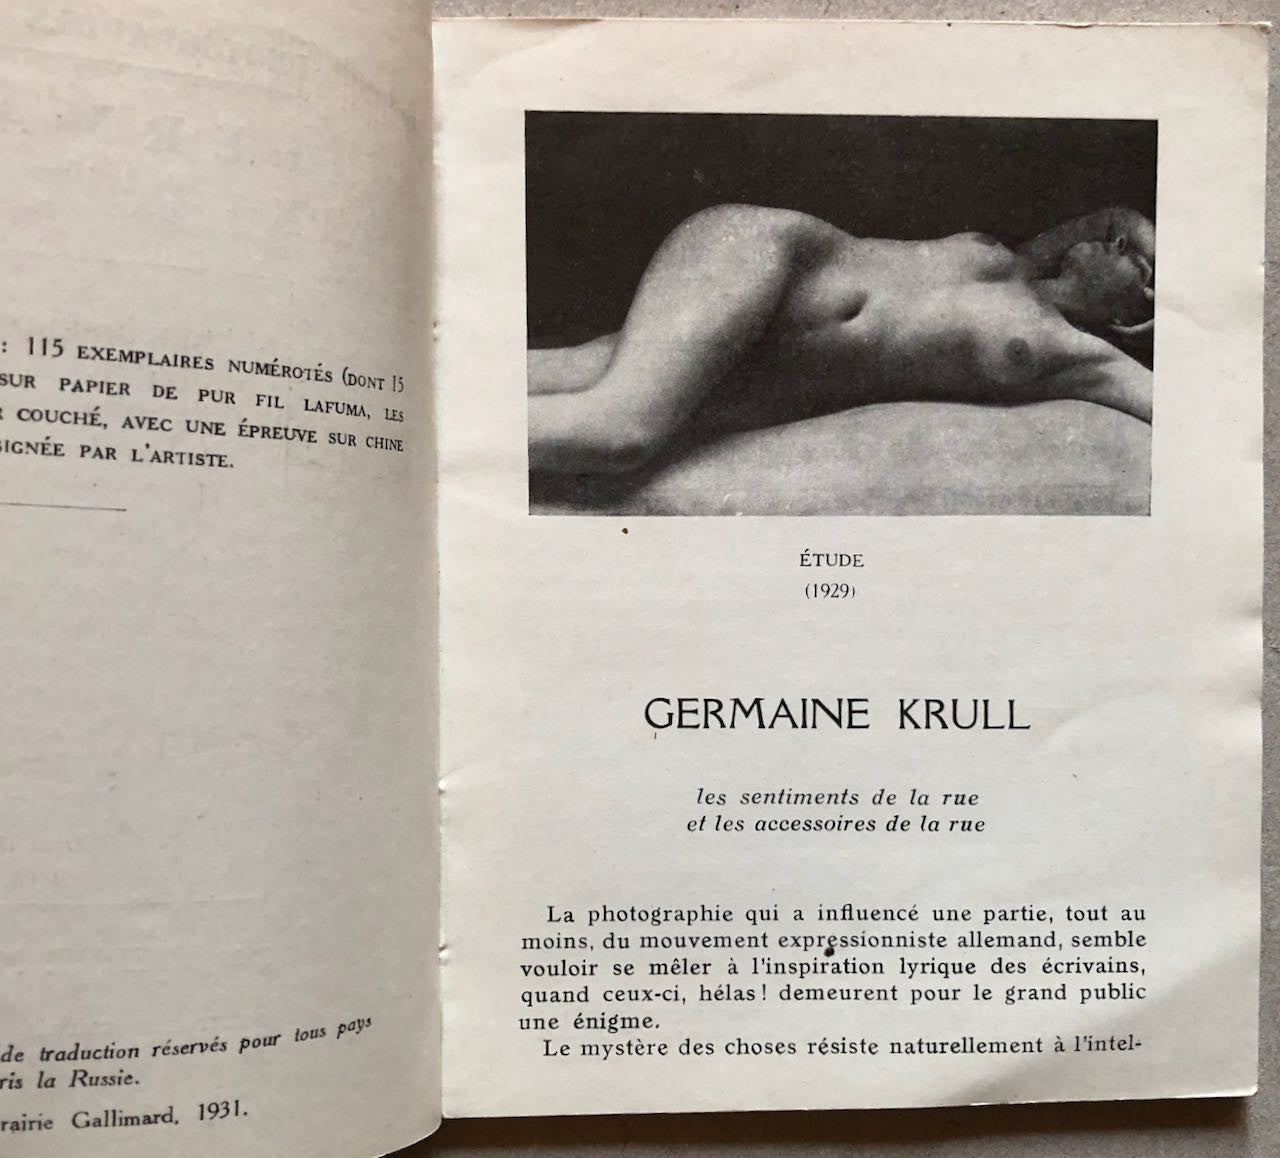 : 115 EXEMPLAIRES NUMÉROTÉS (DONT 15
SUR PAPIER DE PUR FIL LAFUMA, LES
COUCHÉ, AVEC UNE ÉPREUVE SUR CHINE
SIGNÉE PAR L'ARTISTE.
de traduction réservés pour tous pays
ris la Russie.
rairie Gallimard, 1931.
ÉTUDE
(1929)
GERMAINE KRULL
les sentiments de la rue
et les accessoires de la rue
La photographie qui a influencé une partie, tout au
moins, du mouvement expressionniste allemand, semble
vouloir se mêler à l'inspiration lyrique des écrivains,
quand ceux-ci, hélas! demeurent pour le grand public
une énigme.
Le mystère des choses résiste naturellement à l'intel-